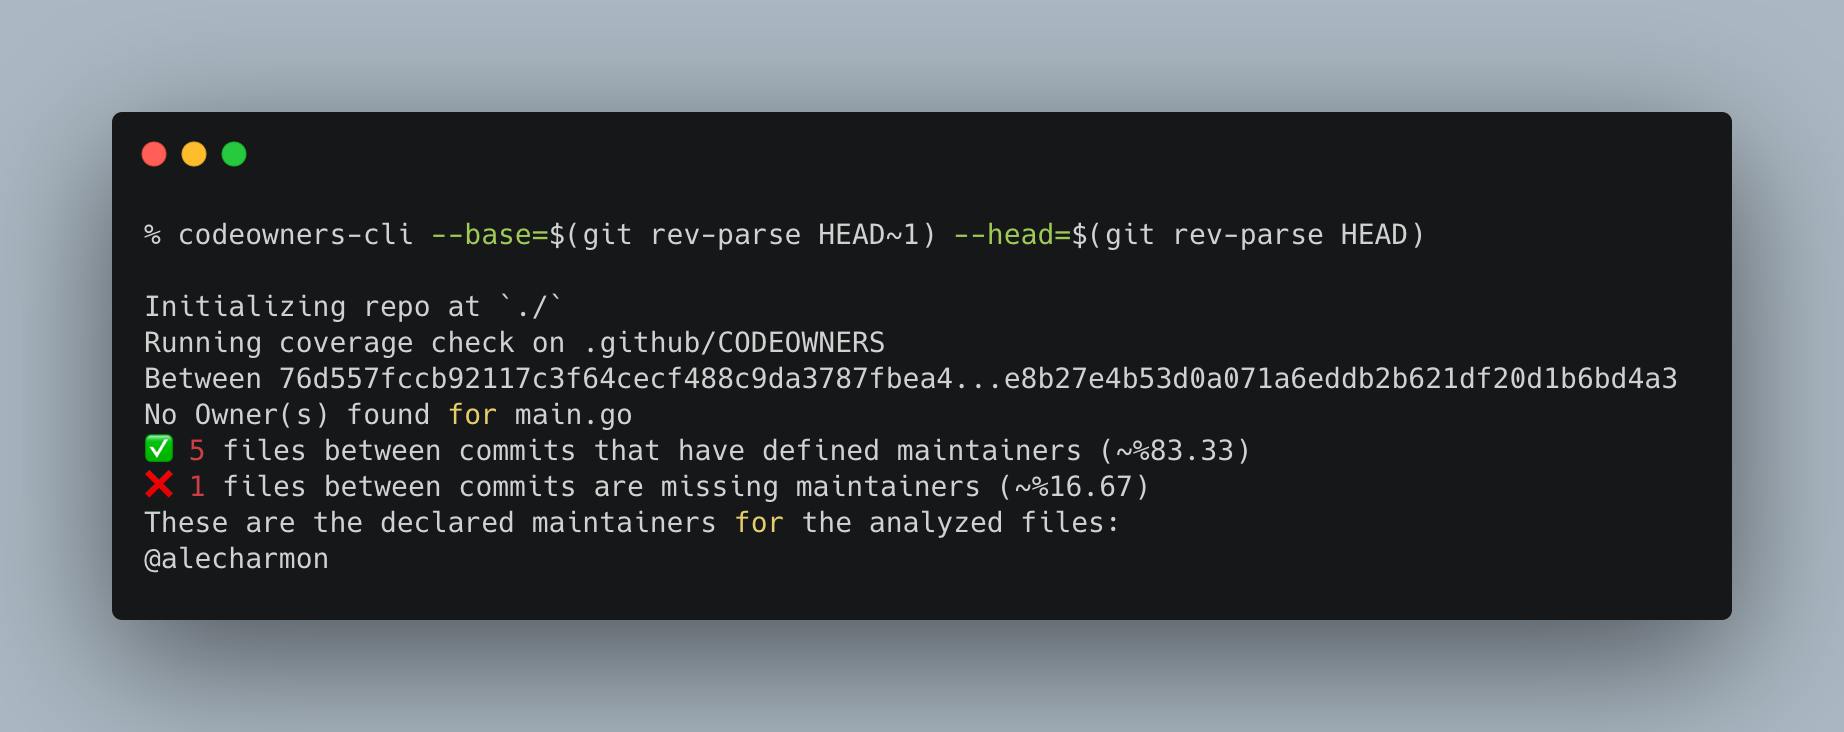 % codeowners-cli --base=$(git rev-parse HEAD~1) --head=$(git rev-parse HEAD)
Initializing repo at `./`
Running coverage check on .github/CODEOWNERS
Between 76d557fccb92117c3f64cecf488c9da3787fbea4...e8b27e4b53d0a071a6eddb2b621df20d1b6bd4a3
No Owner(s) found for main.go
✅ 5 files between commits that have defined maintainers (~%83.33)
❌ 1 files between commits are missing maintainers (~%16.67)
These are the declared maintainers for the analyzed files:
@alecharmon